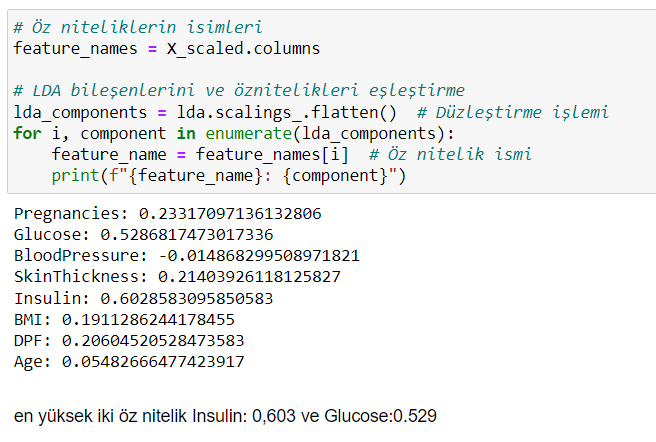 # Öz niteliklerin isimleri
feature_names = X_scaled.columns
# LDA bileşenlerini ve öznitelikleri eşleştirme
lda_components = lda.scalings_.flatten()  # Düzleştirme işlemi
for i, component in enumerate(lda_components):
    feature_name = feature_names[i]  # Öz nitelik ismi
    print(f"{feature_name}: {component}")
Pregnancies: 0.23317097136132806
Glucose: 0.5286817473017336
BloodPressure: -0.014868299508971821
SkinThickness: 0.21403926118125827
Insulin: 0.6028583095850583
BMI: 0.1911286244178455
DPF: 0.20604520528473583
Age: 0.05482666477423917
en yüksek iki öz nitelik Insulin: 0,603 ve Glucose:0.529